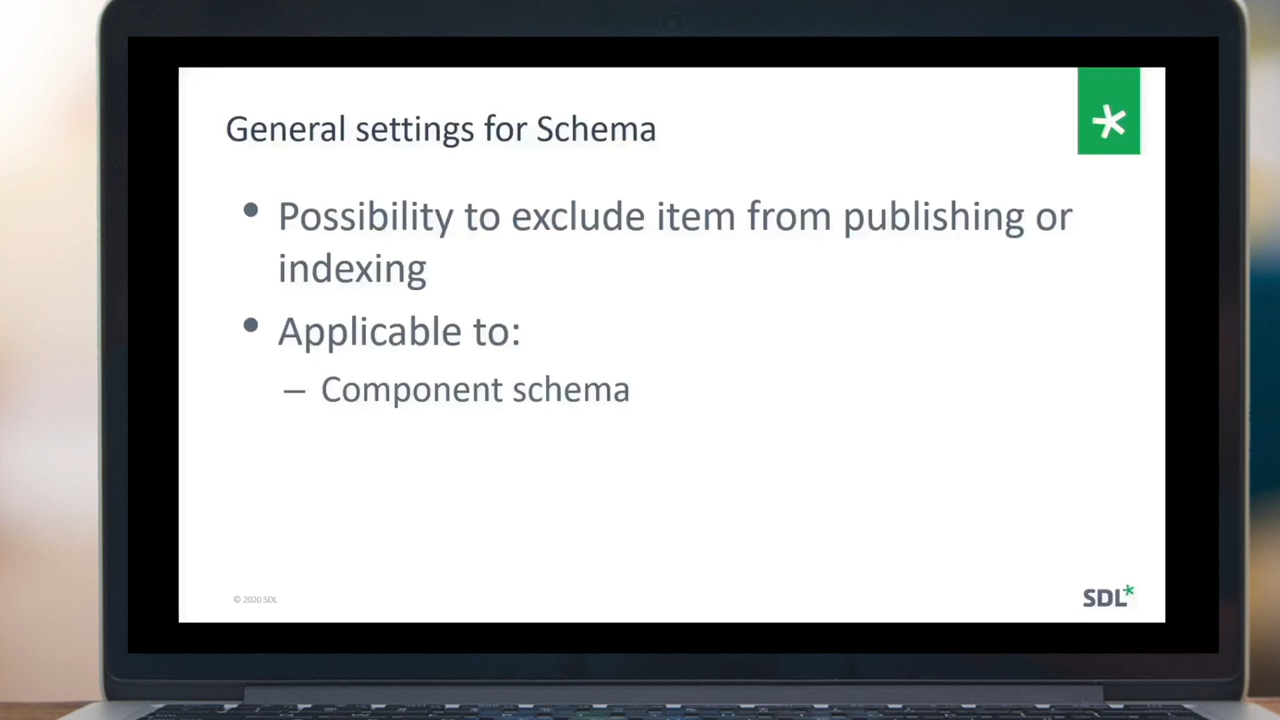 General settings for Schema
• Possibility to exclude item from publishing or
indexing
• Applicable to:
– Component schema
© 2020 SDL
SDL*